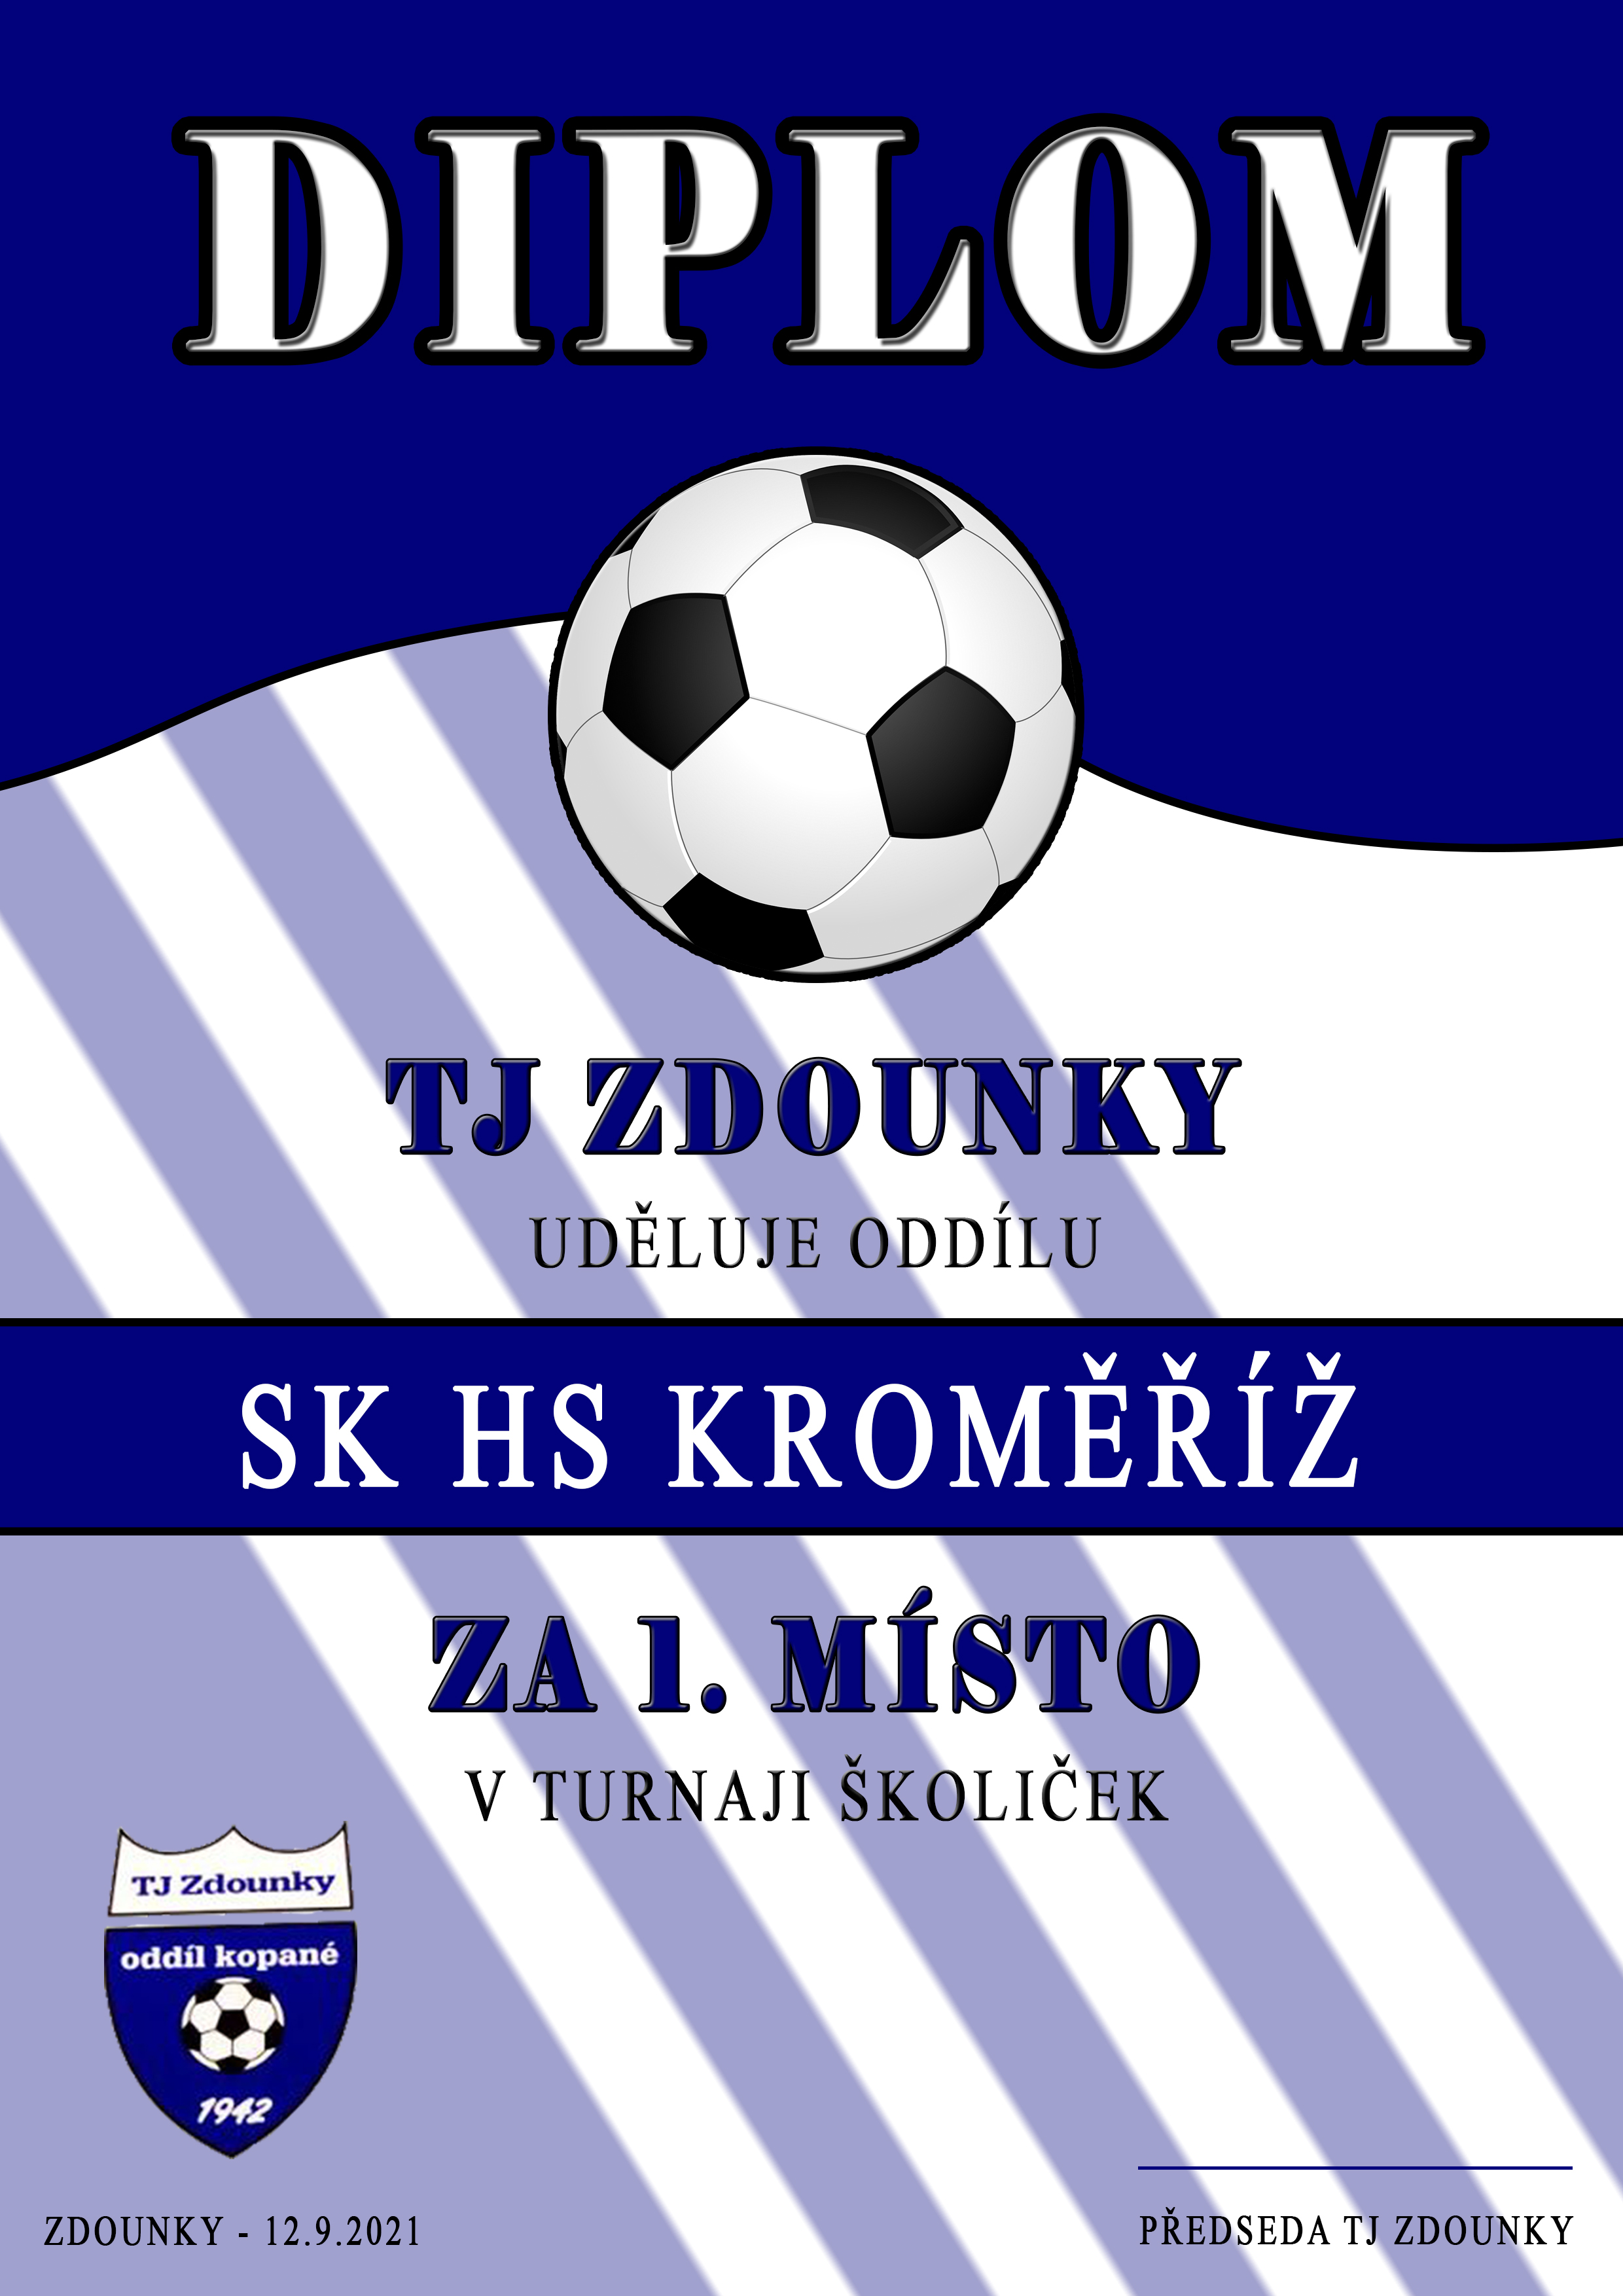 DIPLOM
TJ ZDOUNKY
UDĚLUJE ODDÍLU
SK HS KROMĚŘÍŽ
ZA 1. MÍSTO
V TURNAJI ŠKOLIČEK
TJ Zdounky
oddíl kopané
1942
ZDOUNKY - 12.9.2021
PŘEDSEDA TJ ZDOUNKY